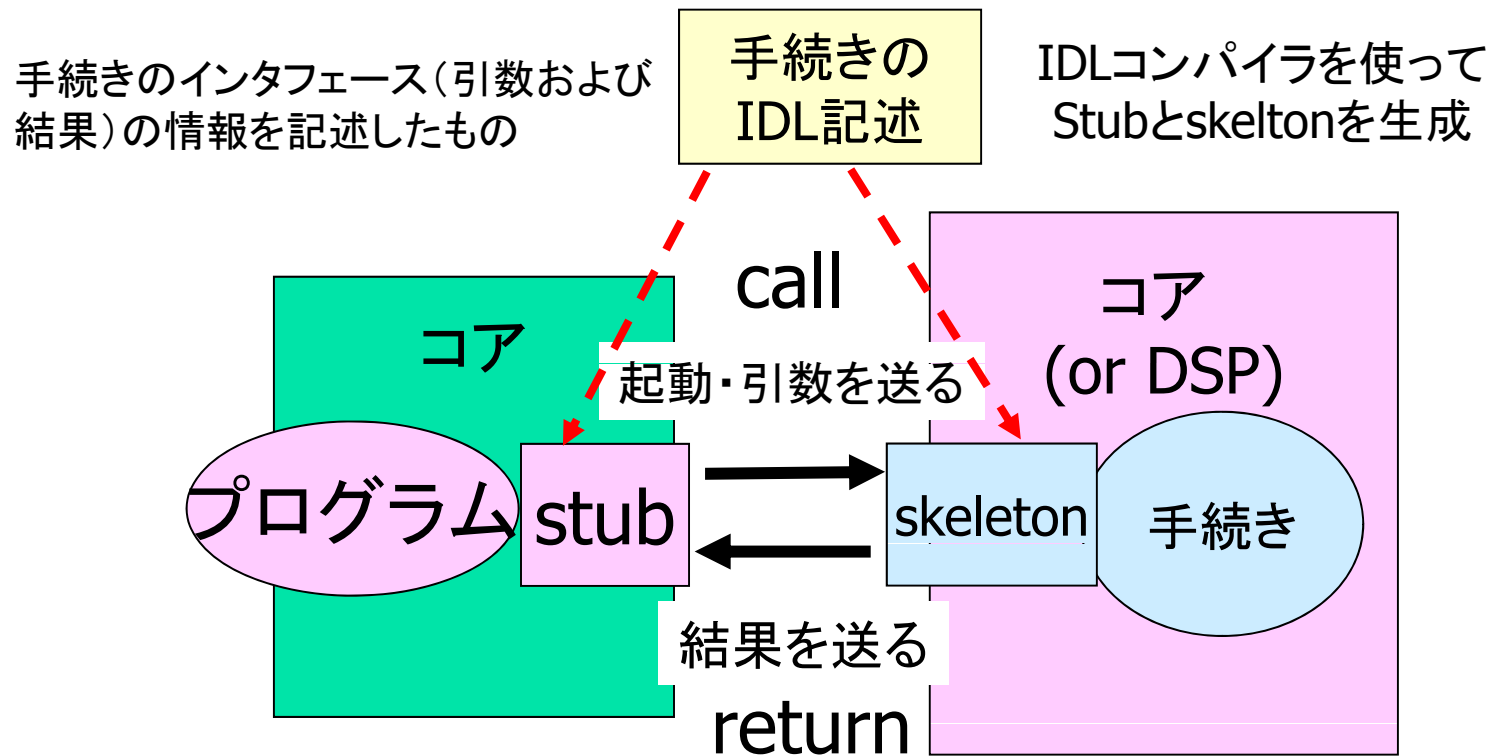 手続きのインタフェース(引数および
結果)の情報を記述したもの
手続きの
IDL記述
IDLコンパイラを使って
Stubとskeltonを生成
call
コア
コア
(or DSP)
起動・引数を送る
プログラム
stub
skeleton
手続き
結果を送る
return